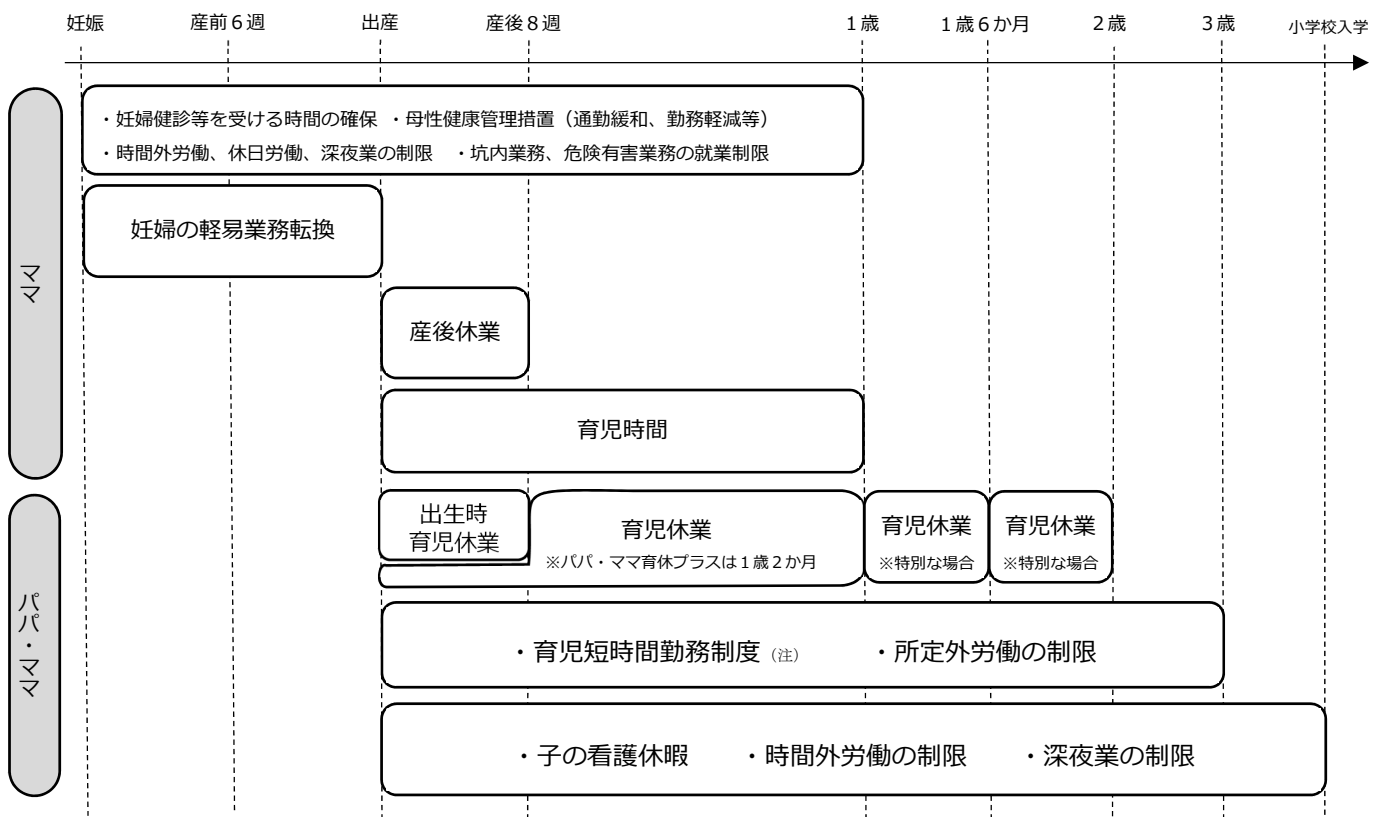 妊娠 産前６週 出産 産後８週 １歳 １歳６か月 ２歳 ３歳 小学校入学
ママ
・妊婦健診等を受ける時間の確保 ・母性健康管理措置（通勤緩和、勤務軽減等）
・時間外労働、休日労働、深夜業の制限 ・坑内業務、危険有害業務の就業制限
妊婦の軽易業務転換
産後休業
育児時間
パパ・ママ
出生時
育児休業
育児休業
※パパ・ママ育休プラスは１歳２か月
育児休業
※特別な場合
育児休業
※特別な場合
・育児短時間勤務制度（注） ・所定外労働の制限
・子の看護休暇 ・時間外労働の制限 ・深夜業の制限